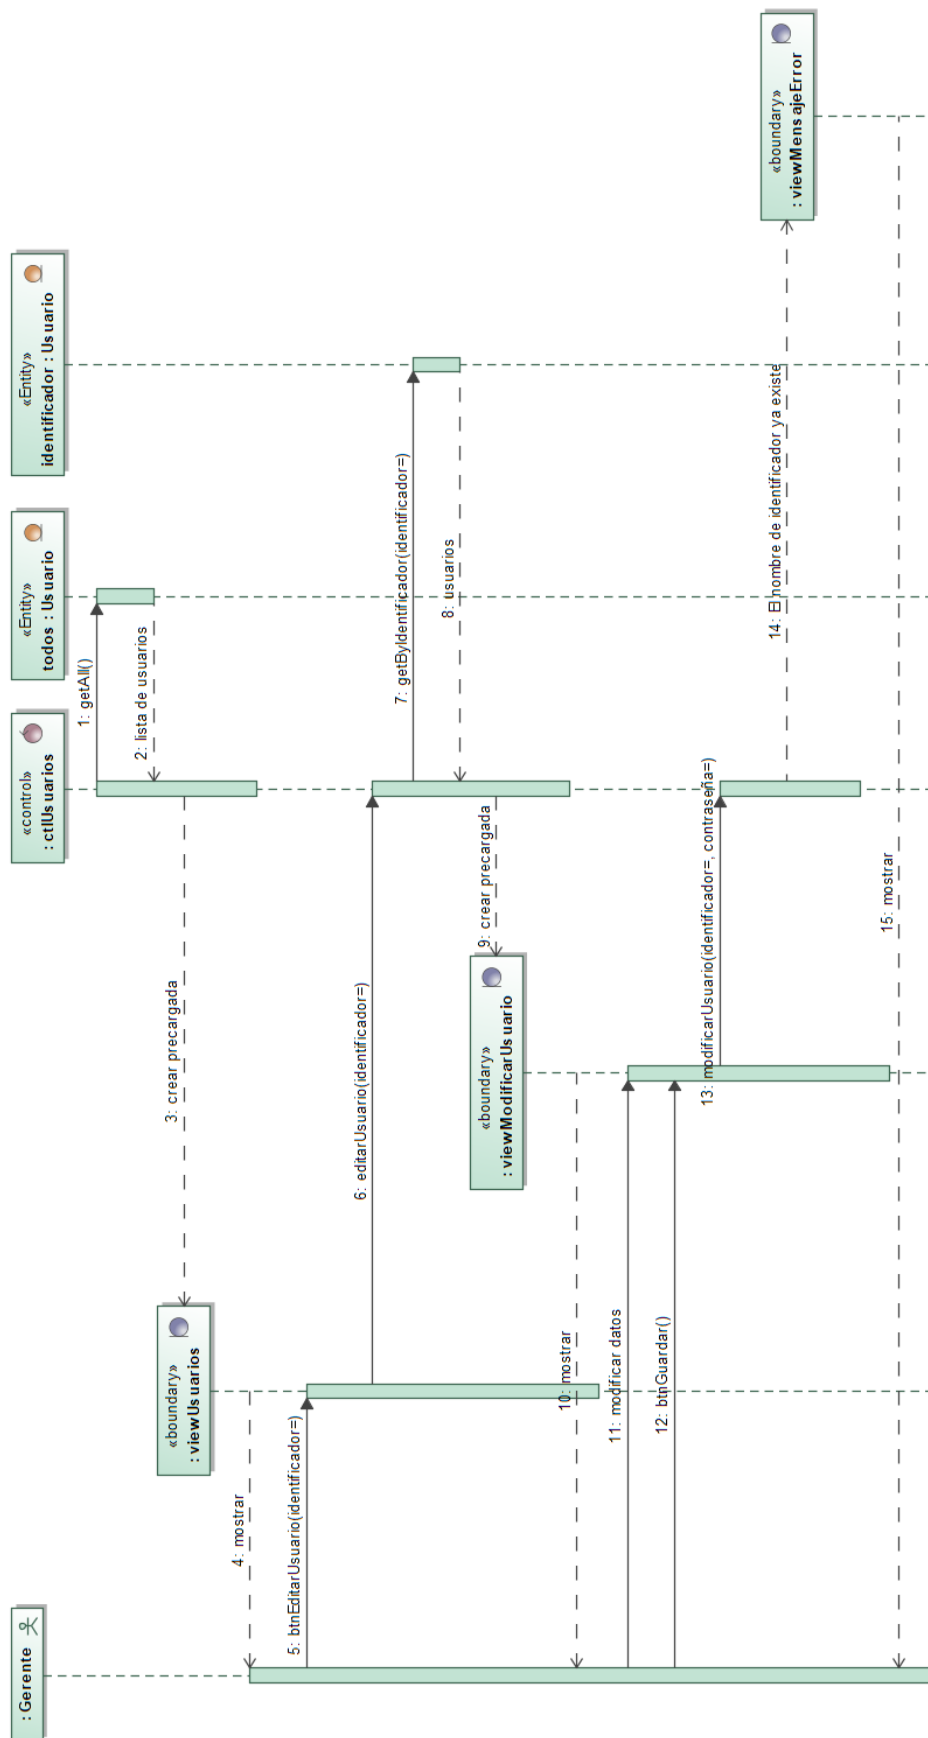 : Gerente
«boundary»
: viewUsuarios
«boundary»
: viewModificarUsuario
«control»
: ctlUsuarios
«Entity»
todos : Usuario
«Entity»
identificador : Usuario
«boundary»
: viewMensajeError
1: getAll()
2: lista de usuarios
3: crear precargada
4: mostrar
5: btnEditarUsuario(identificador=)
6: editarUsuario(identificador=)
7: getByIdentificador(identificador=)
8: usuarios
9: crear precargada
10: mostrar
11: modificar datos
12: btnGuardar()
13: modificarUsuario(identificador=, contraseña=)
14: El nombre de identificador ya existe
15: mostrar